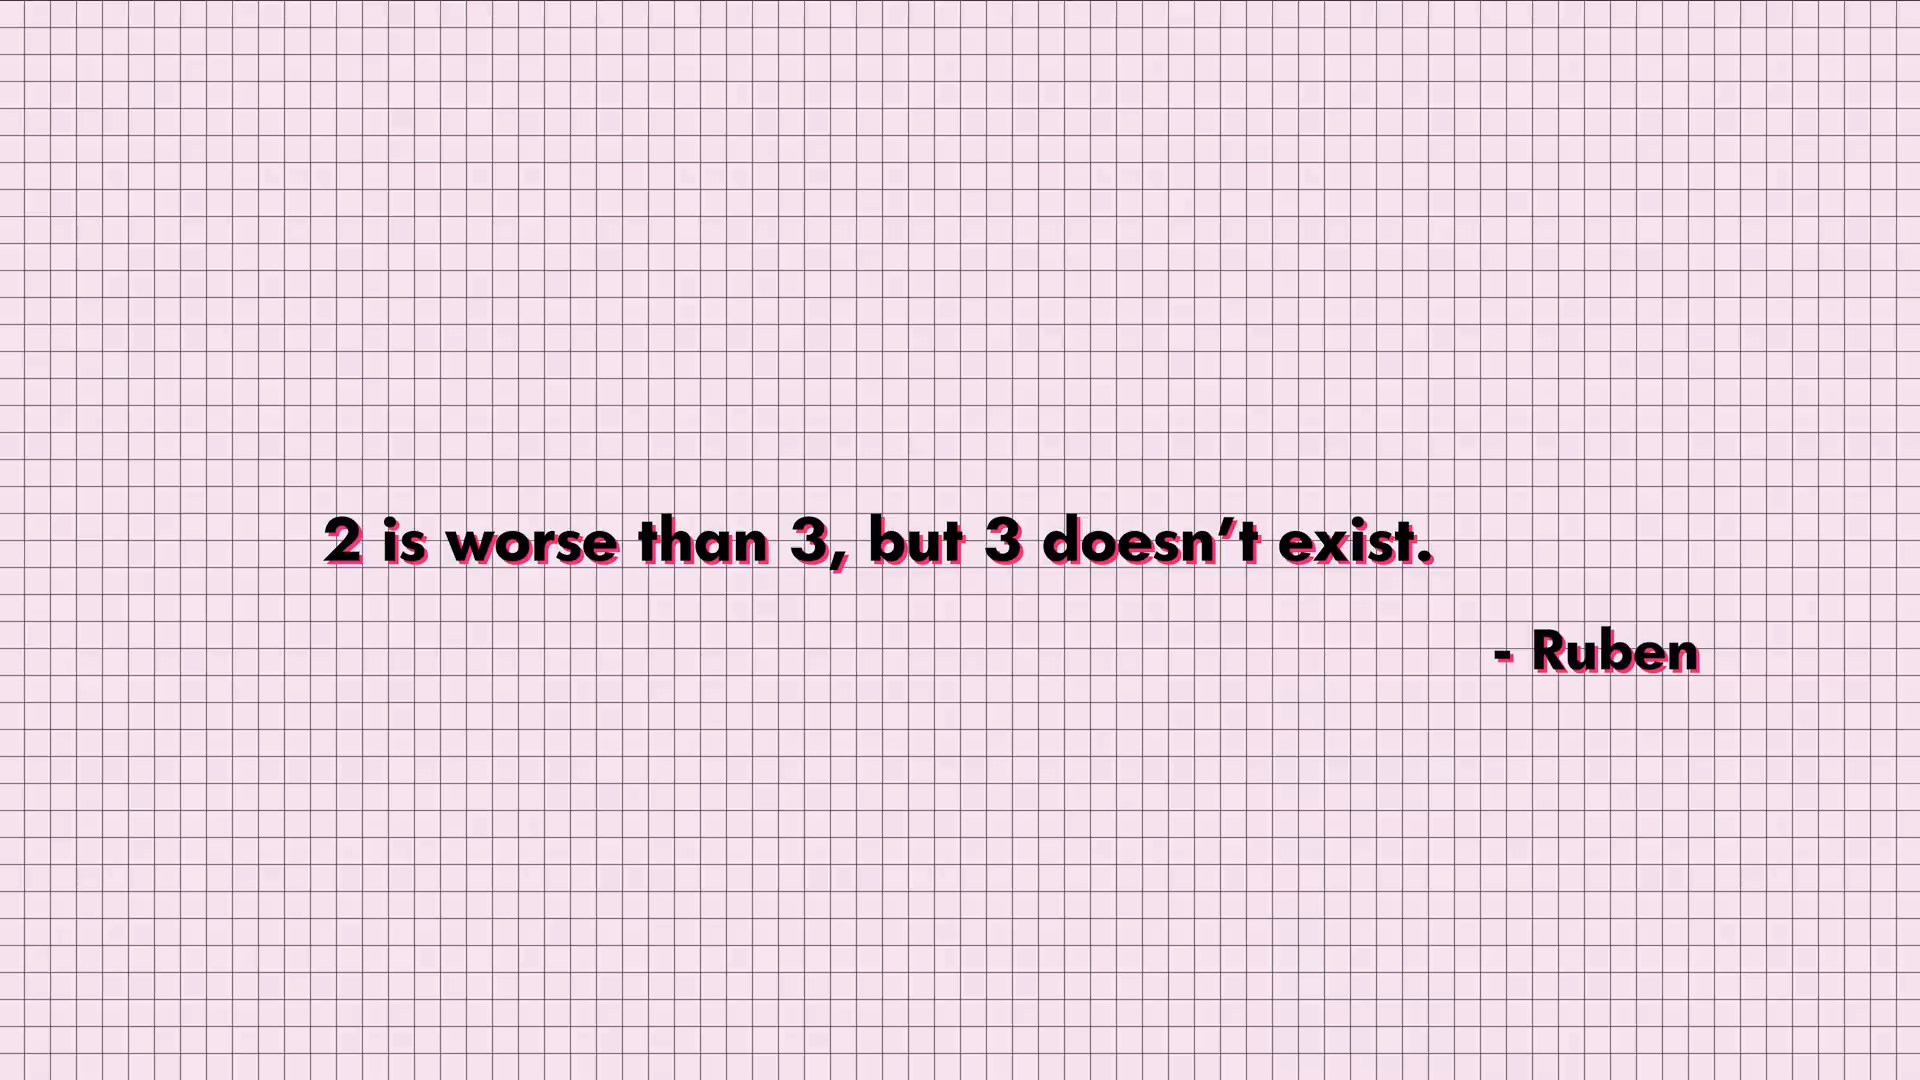 2 is worse than 3, but 3 doesn’t exist.
- Ruben